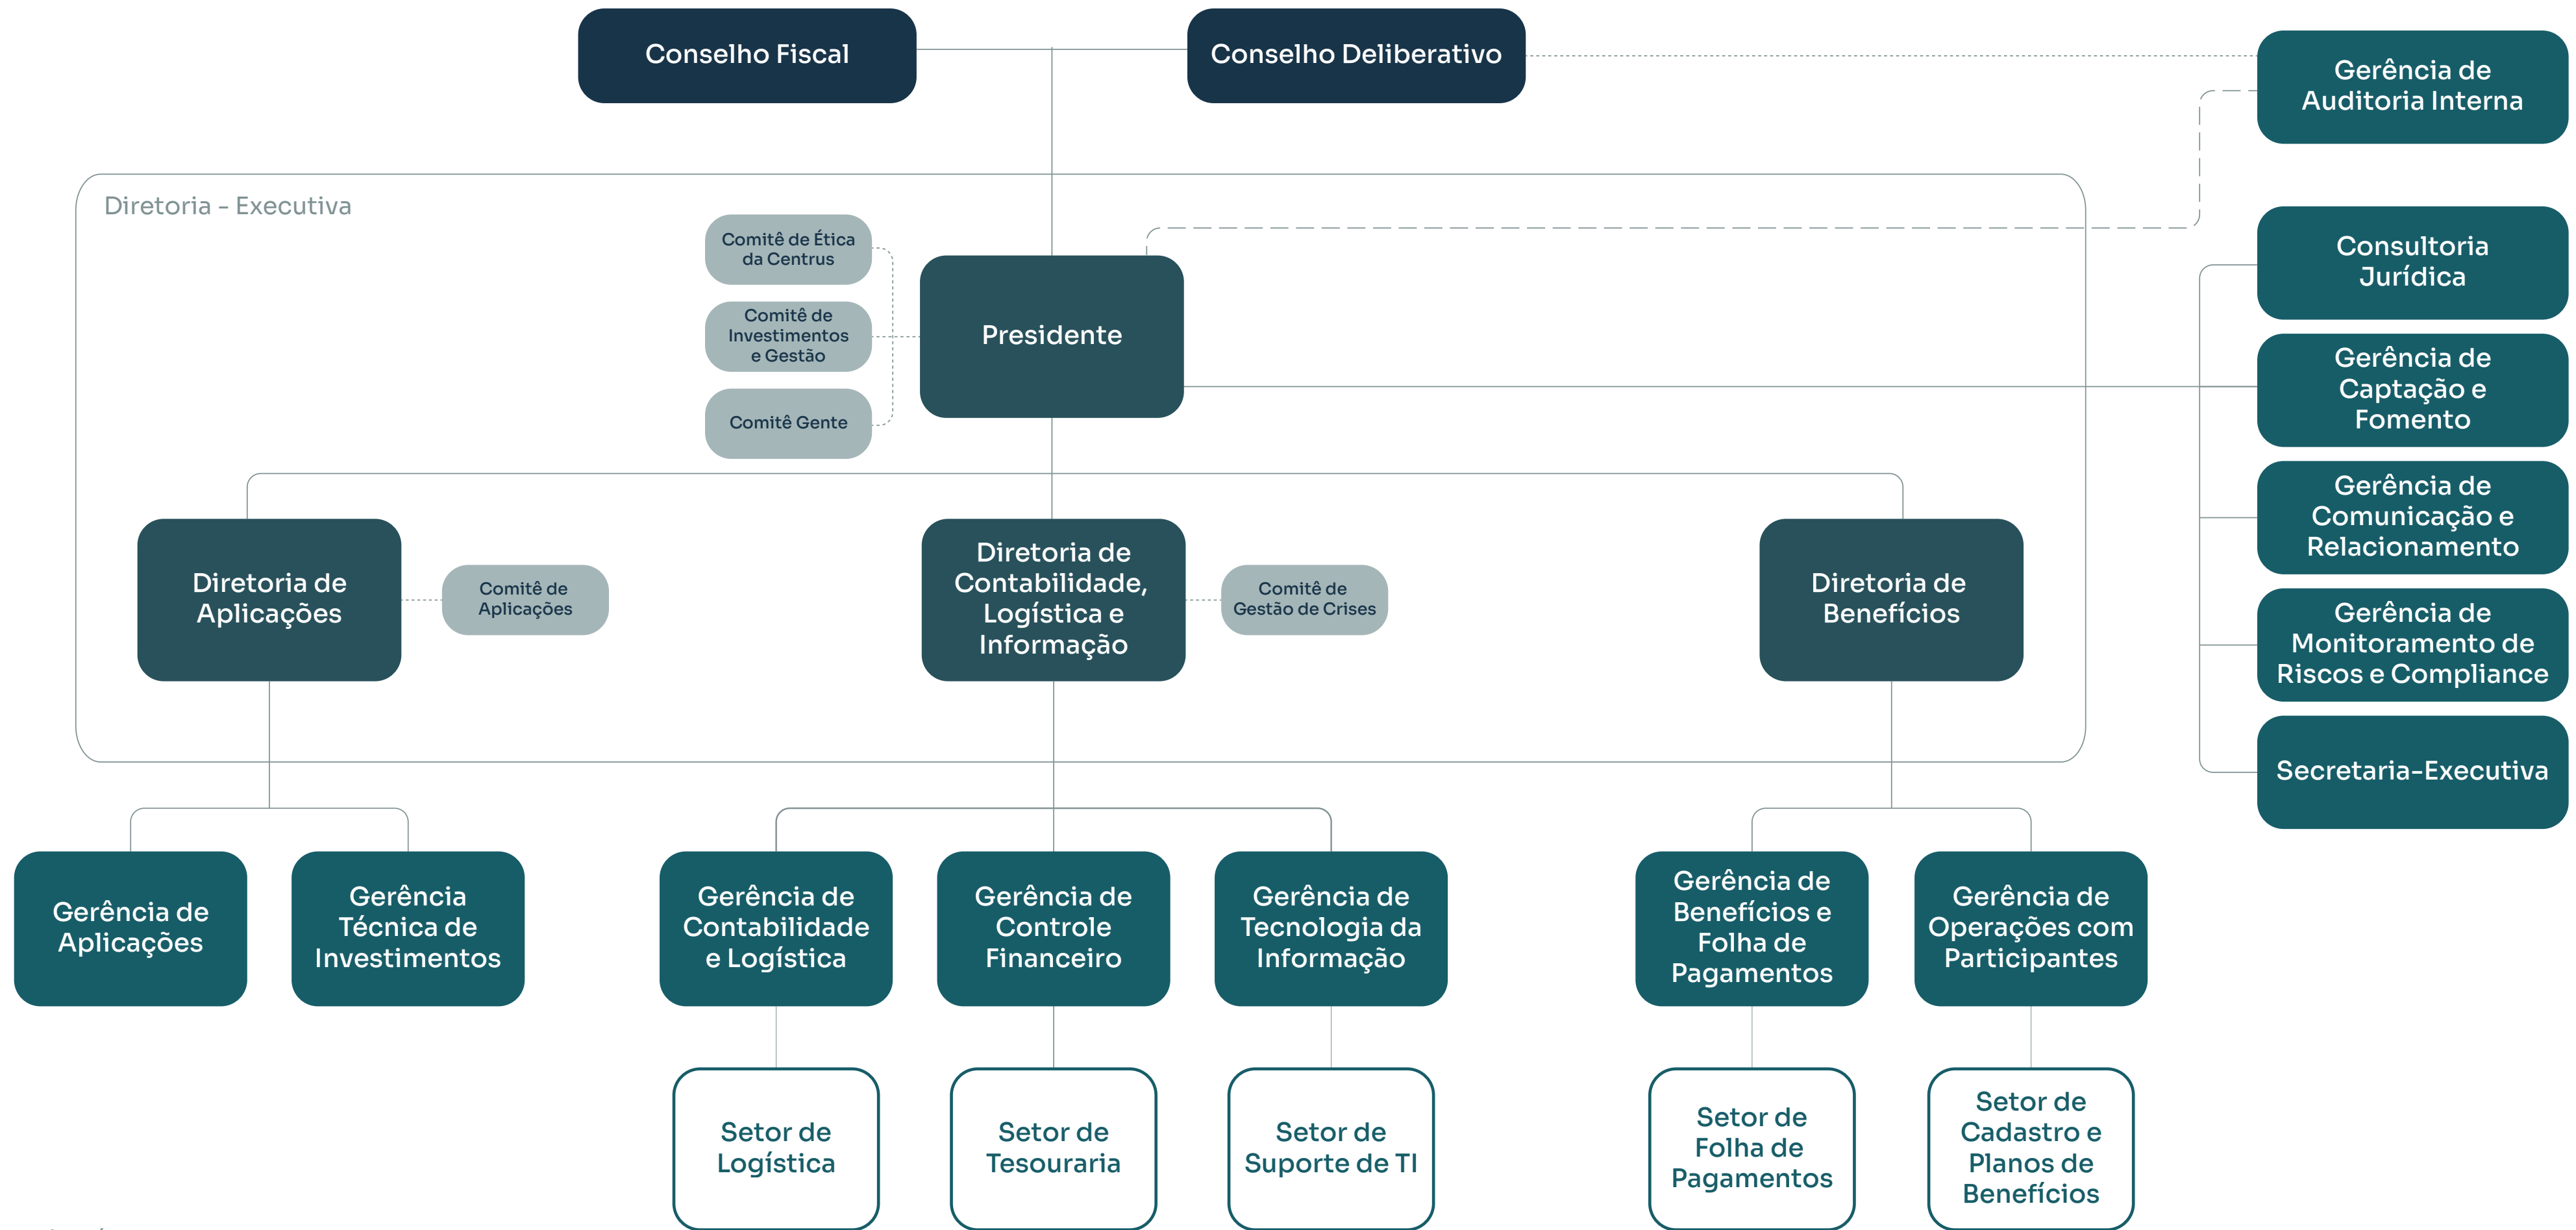 Conselho Fiscal
Conselho Deliberativo
Gerência de
Auditoria Interna
Diretoria - Executiva
Comitê de Ética
da Centrus
Comitê de
Investimentos
e Gestão
Comitê Gente
Presidente
Consultoria
Jurídica
Gerência de
Captação e
Fomento
Gerência de
Comunicação e
Relacionamento
Gerência de
Monitoramento de
Riscos e Compliance
Secretaria-Executiva
Diretoria de
Aplicações
Comitê de
Aplicações
Diretoria de
Contabilidade,
Logística e
Informação
Comitê de
Gestão de Crises
Diretoria de
Benefícios
Gerência de
Aplicações
Gerência
Técnica de
Investimentos
Gerência de
Contabilidade
e Logística
Gerência de
Controle
Financeiro
Gerência de
Tecnologia da
Informação
Gerência de
Benefícios e
Folha de
Pagamentos
Gerência de
Operações com
Participantes
Setor de
Logística
Setor de
Tesouraria
Setor de
Suporte de TI
Setor de
Folha de
Pagamentos
Setor de
Cadastro e
Planos de
Benefícios